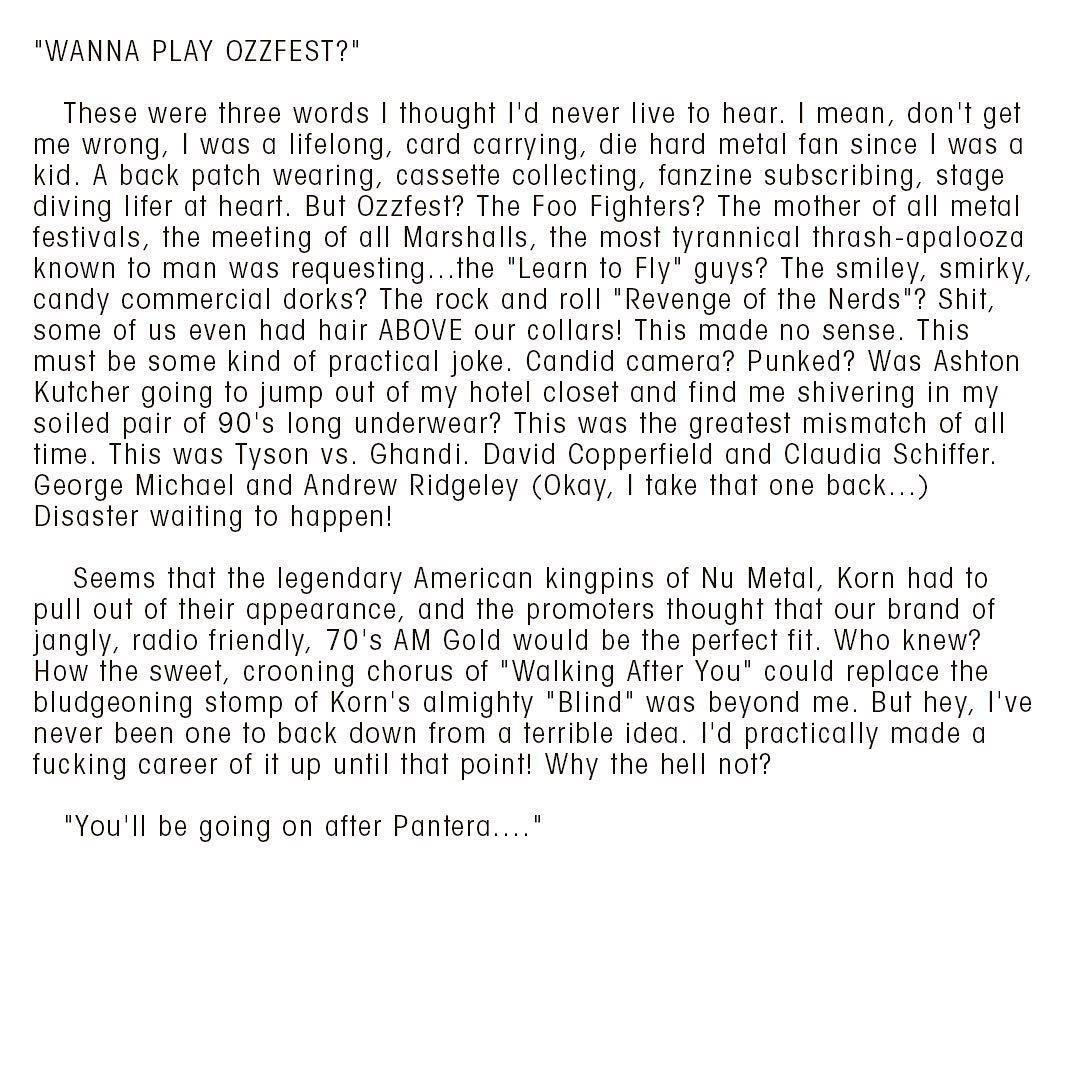 "WANNA PLAY OZZFEST?"
These were three words I thought I'd never live to hear. I mean, don't get
me wrong, I was a lifelong, card carrying, die hard metal fan since I was a
kid. A back patch wearing, cassette collecting, fanzine subscribing, stage
diving lifer at heart. But Ozzfest? The Foo Fighters? The mother of all metal
festivals, the meeting of all Marshalls, the most tyrannical thrash-apalooza
known to man was requesting...the "Learn to Fly" guys? The smiley, smirky,
candy commercial dorks? The rock and roll "Revenge of the Nerds"? Shit,
some of us even had hair ABOVE our collars! This made no sense. This
must be some kind of practical joke. Candid camera? Punked? Was Ashton
Kutcher going to jump out of my hotel closet and find me shivering in my
soiled pair of 90's long underwear? This was the greatest mismatch of all
time. This was Tyson vs. Ghandi. David Copperfield and Claudia Schiffer.
George Michael and Andrew Ridgeley (Okay, I take that one back...)
Disaster waiting to happen!
Seems that the legendary American kingpins of Nu Metal, Korn had to
pull out of their appearance, and the promoters thought that our brand of
jangly, radio friendly, 70's AM Gold would be the perfect fit. Who knew?
How the sweet, crooning chorus of "Walking After You" could replace the
bludgeoning stomp of Korn's almighty "Blind" was beyond me. But hey, I've
never been one to back down from a terrible idea. I'd practically made a
fucking career of it up until that point! Why the hell not?
"You'll be going on after Pantera...."